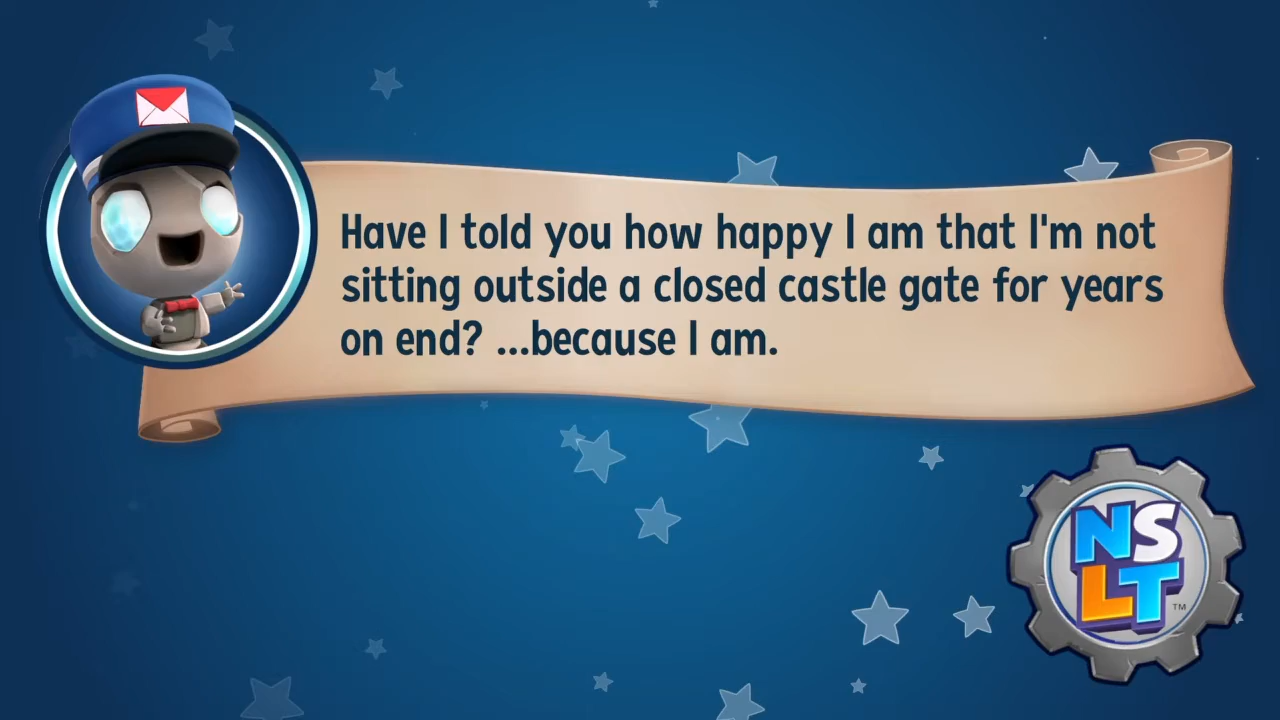 Have I told you how happy I am that I'm not
sitting outside a closed castle gate for years
on end? ...because I am.
NS
LT™